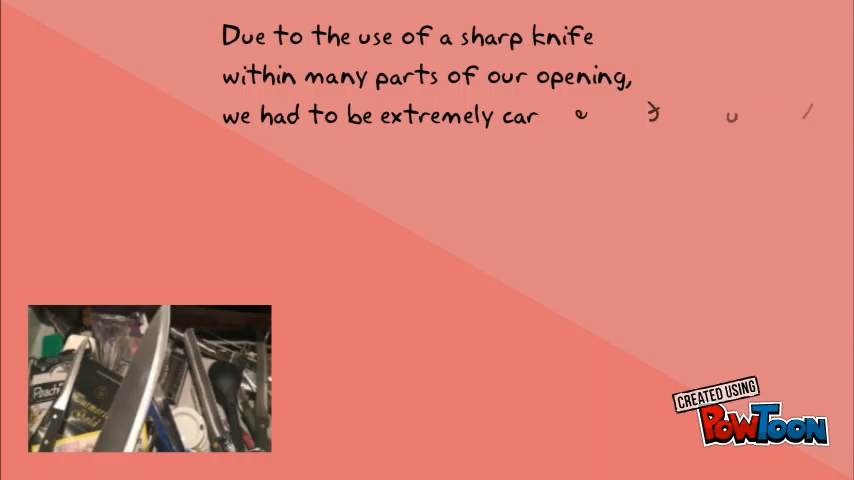 Due to the use of a sharp knife
within many parts of our opening,
we had to be extremely car
Peach
CREATED USING
POWTOON